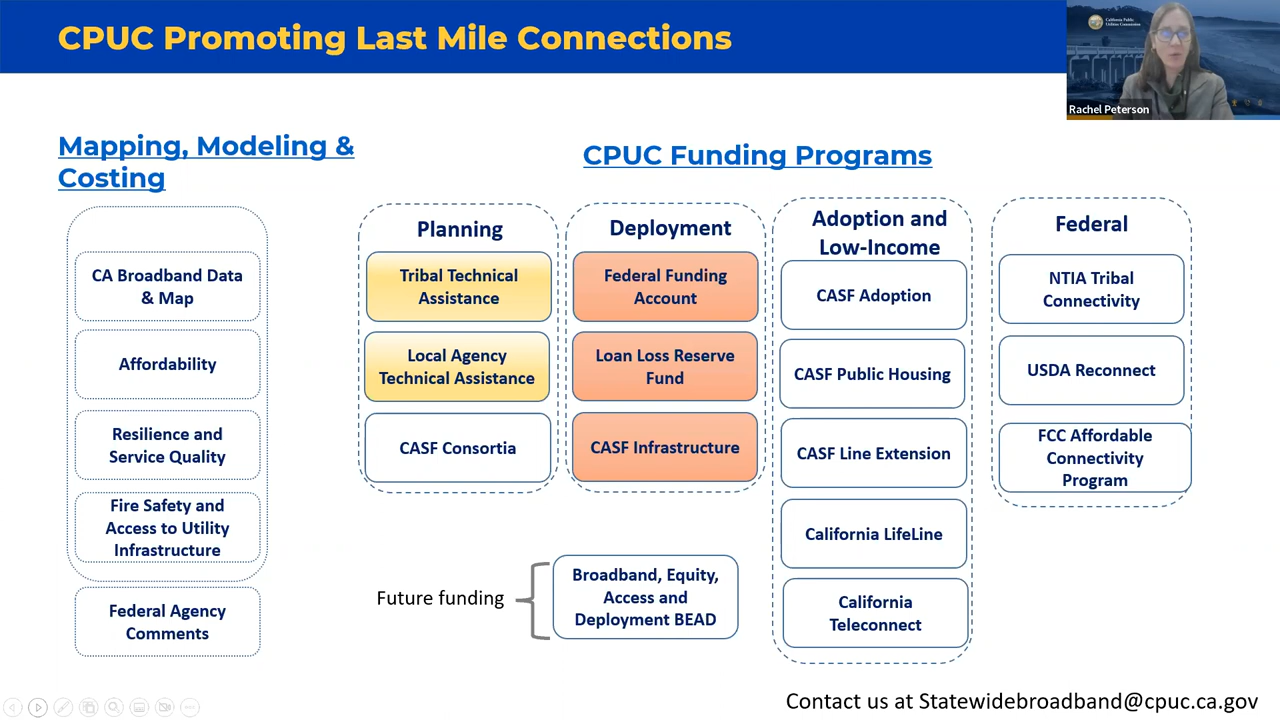 CPUC Promoting Last Mile Connections
California Public
Utilities Commission
Rachel Peterson
Mapping, Modeling &
Costing
CA Broadband Data
& Map
Affordability
Resilience and
Service Quality
Fire Safety and
Access to Utility
Infrastructure
Federal Agency
Comments
CPUC Funding Programs
Planning
Tribal Technical
Assistance
Local Agency
Technical Assistance
CASF Consortia
Deployment
Federal Funding
Account
Loan Loss Reserve
Fund
CASF Infrastructure
Adoption and
Low-Income
CASF Adoption
CASF Public Housing
CASF Line Extension
California LifeLine
California
Teleconnect
Federal
NTIA Tribal
Connectivity
USDA Reconnect
FCC Affordable
Connectivity
Program
Future funding
Broadband, Equity,
Access and
Deployment BEAD
Contact us at Statewidebroadband@cpuc.ca.gov